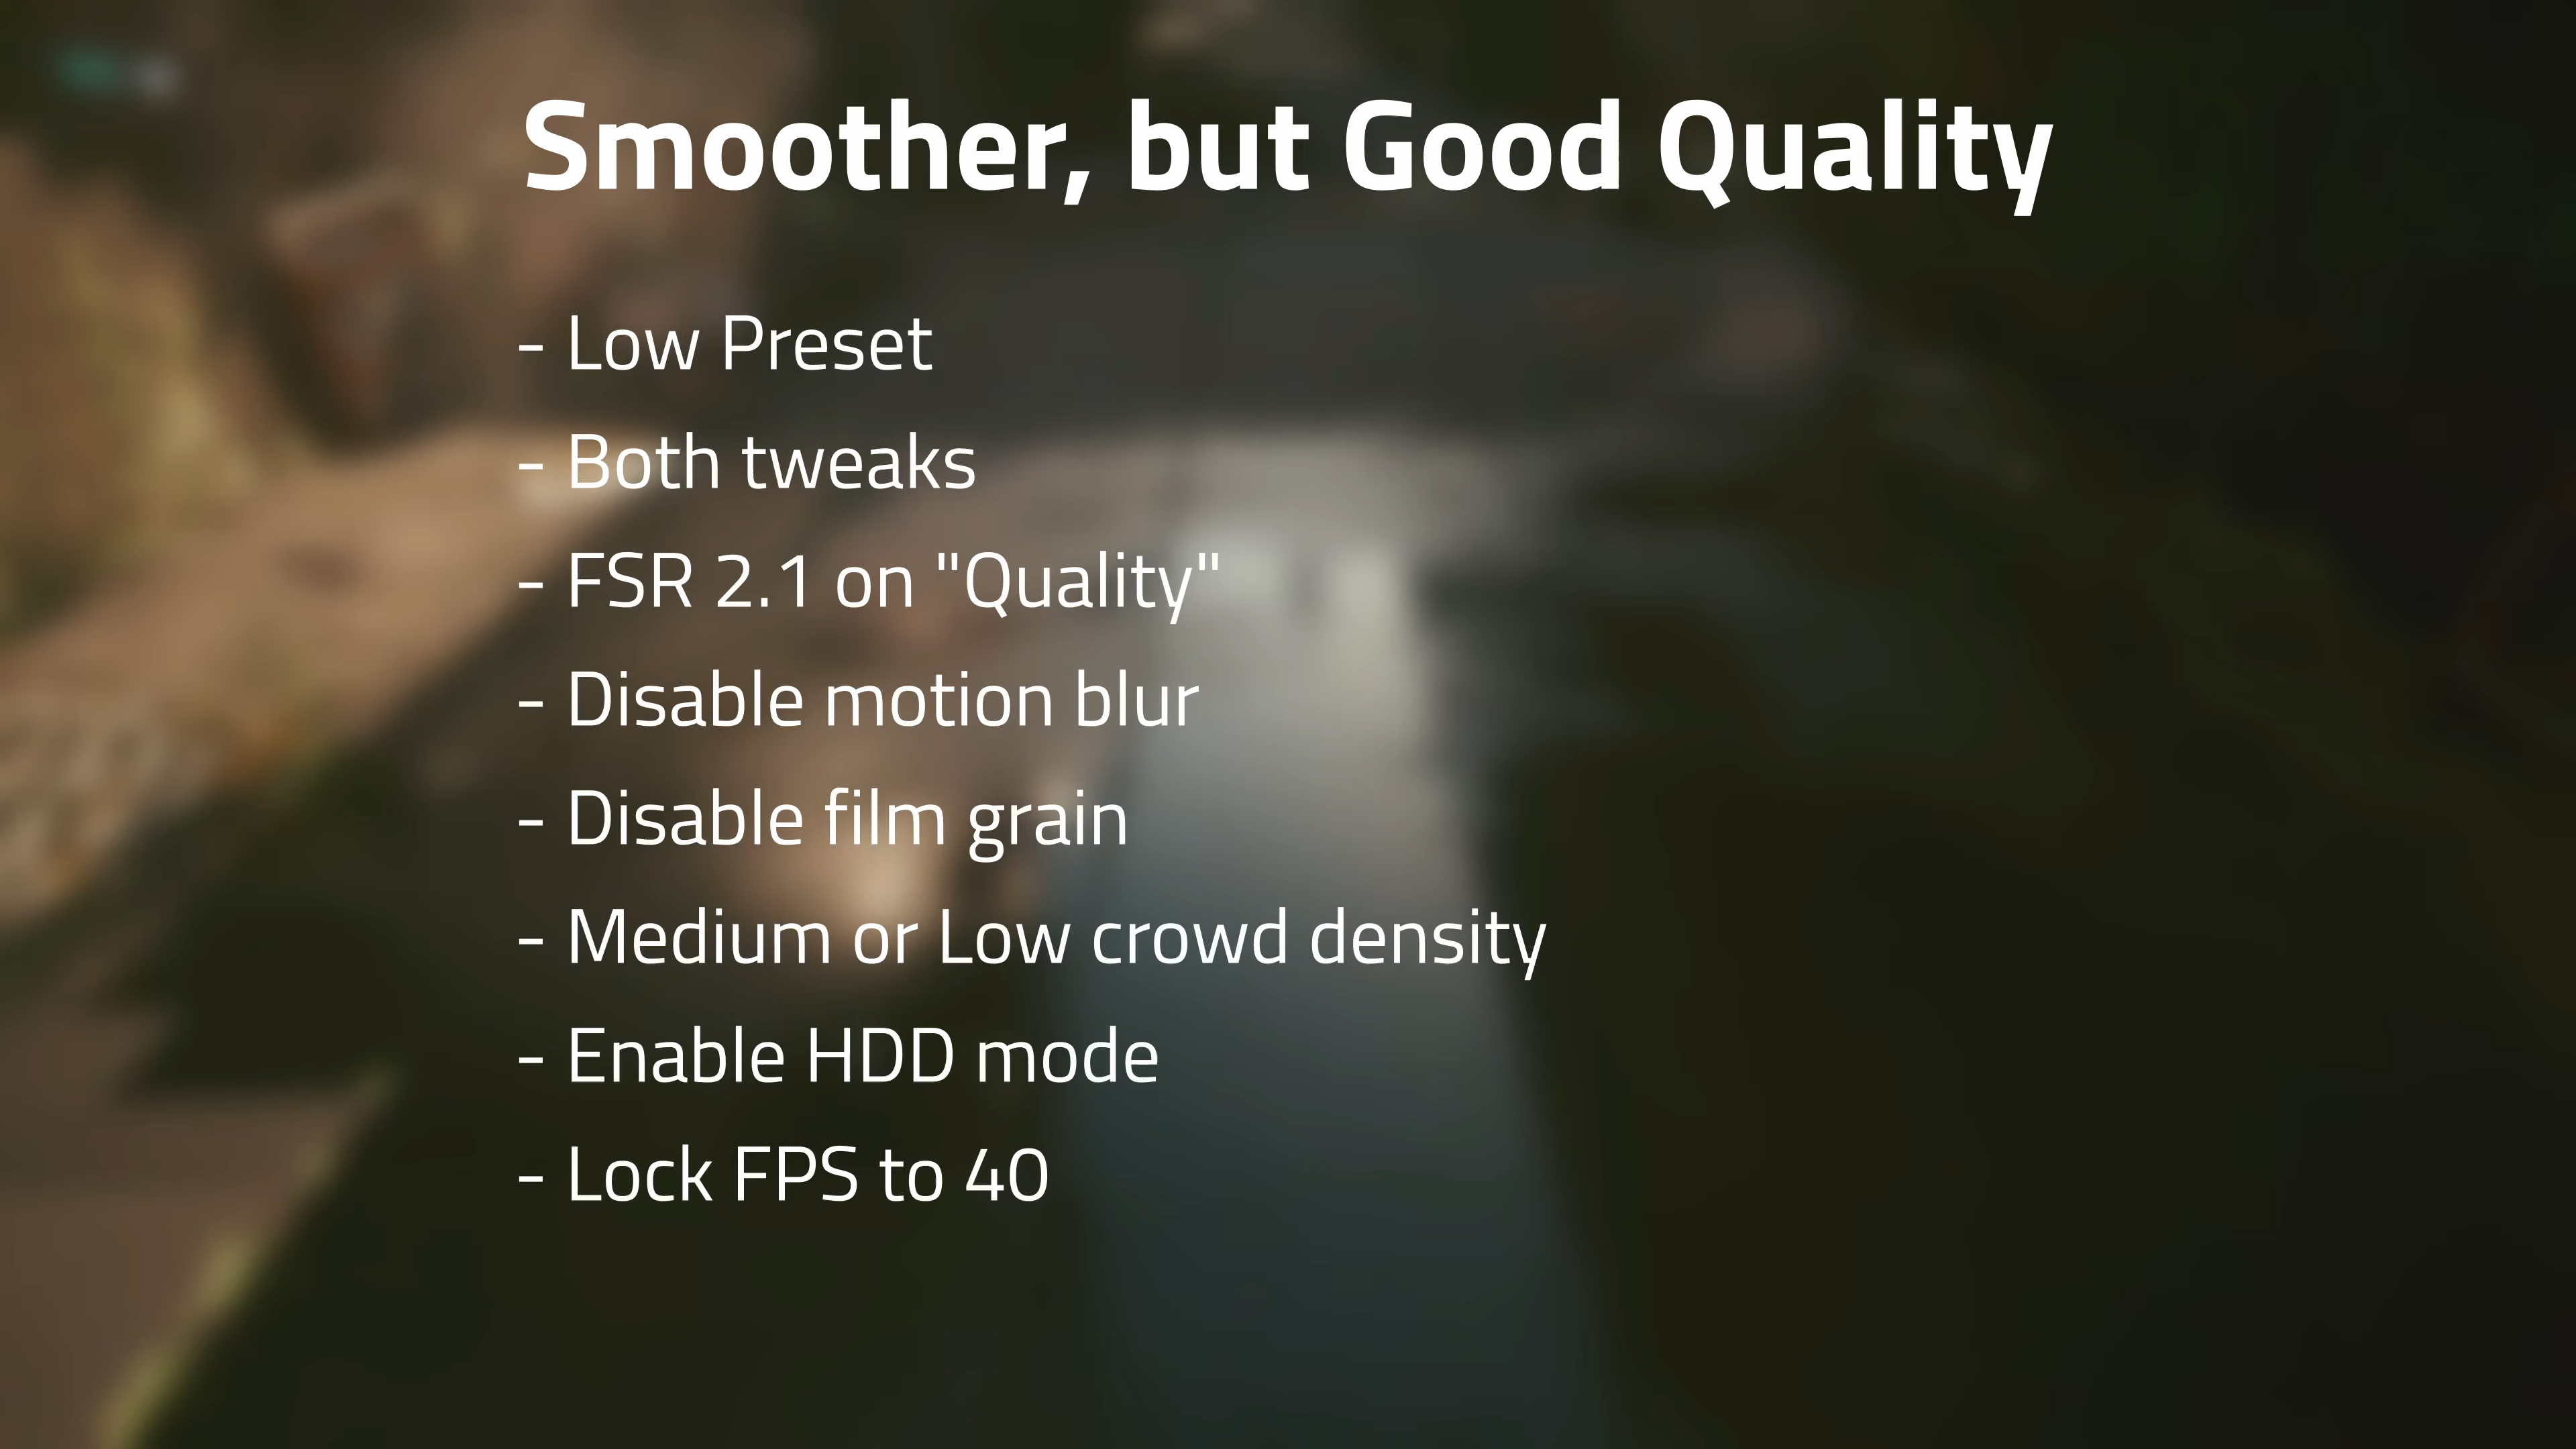 Smoother, but Good Quality
- Low Preset
- Both tweaks
- FSR 2.1 on "Quality"
- Disable motion blur
- Disable film grain
- Medium or Low crowd density
- Enable HDD mode
- Lock FPS to 40